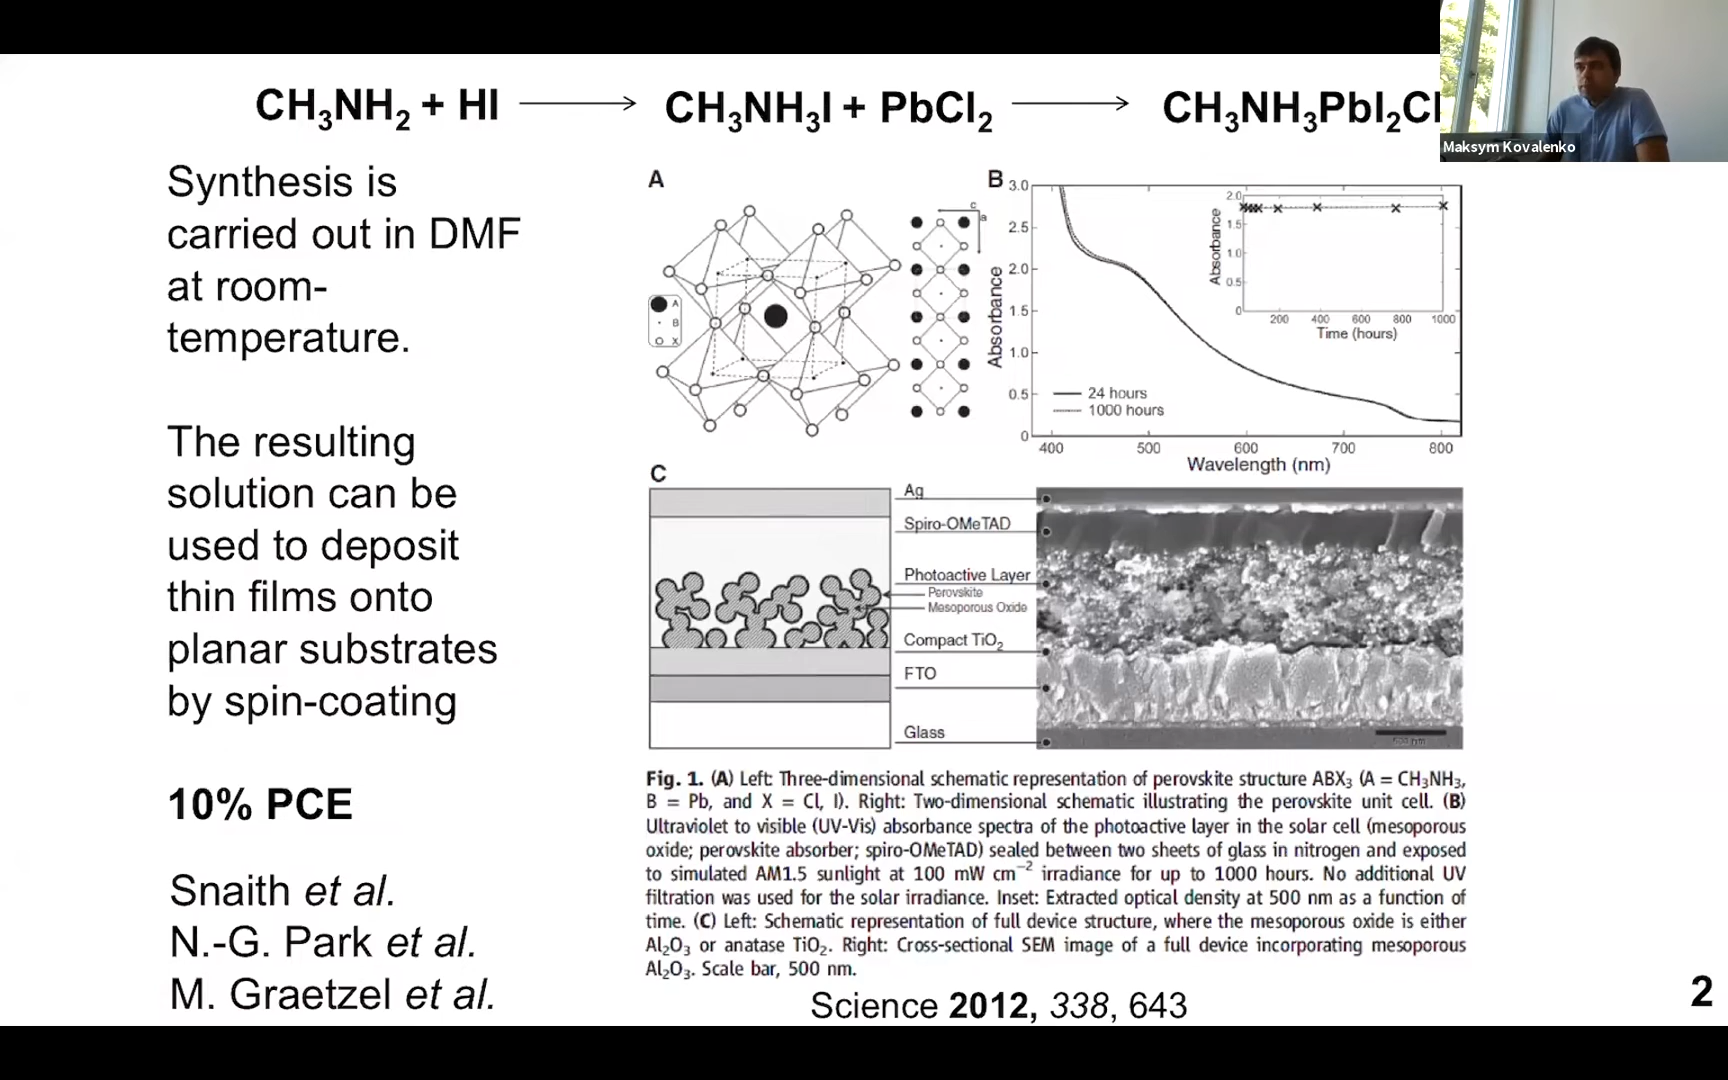 CH₃NH₂ + HI → CH₃NH₃I + PbCl₂ → CH₃NH₃PbI₂Cl
Maksym Kovalenko
Synthesis is
carried out in DMF
at room-
temperature.
The resulting
solution can be
used to deposit
thin films onto
planar substrates
by spin-coating
10% PCE
Snaith et al.
N.-G. Park et al.
M. Graetzel et al.
A
A
B
X
c
a
B
3.0
2.5
2.0
1.5
1.0
0.5
0
Absorbance
400 500 600 700 800
Wavelength (nm)
24 hours
1000 hours
2.0
1.5
1.0
0.5
0
Absorbance
200 400 600 800 1000
Time (hours)
C
Ag
Spiro-OMeTAD
Photoactive Layer
Perovskite
Mesoporous Oxide
Compact TiO₂
FTO
Glass
500 nm
Fig. 1. (A) Left: Three-dimensional schematic representation of perovskite structure ABX₃ (A = CH₃NH₃,
B = Pb, and X = Cl, I). Right: Two-dimensional schematic illustrating the perovskite unit cell. (B)
Ultraviolet to visible (UV-Vis) absorbance spectra of the photoactive layer in the solar cell (mesoporous
oxide; perovskite absorber; spiro-OMeTAD) sealed between two sheets of glass in nitrogen and exposed
to simulated AM1.5 sunlight at 100 mW cm⁻² irradiance for up to 1000 hours. No additional UV
filtration was used for the solar irradiance. Inset: Extracted optical density at 500 nm as a function of
time. (C) Left: Schematic representation of full device structure, where the mesoporous oxide is either
Al₂O₃ or anatase TiO₂. Right: Cross-sectional SEM image of a full device incorporating mesoporous
Al₂O₃. Scale bar, 500 nm.
Science 2012, 338, 643
2